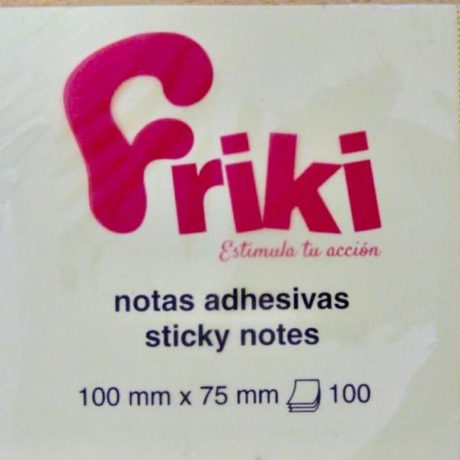 Friki
Estimula tu acción
notas adhesivas
sticky notes
100 mm x 75 mm 100